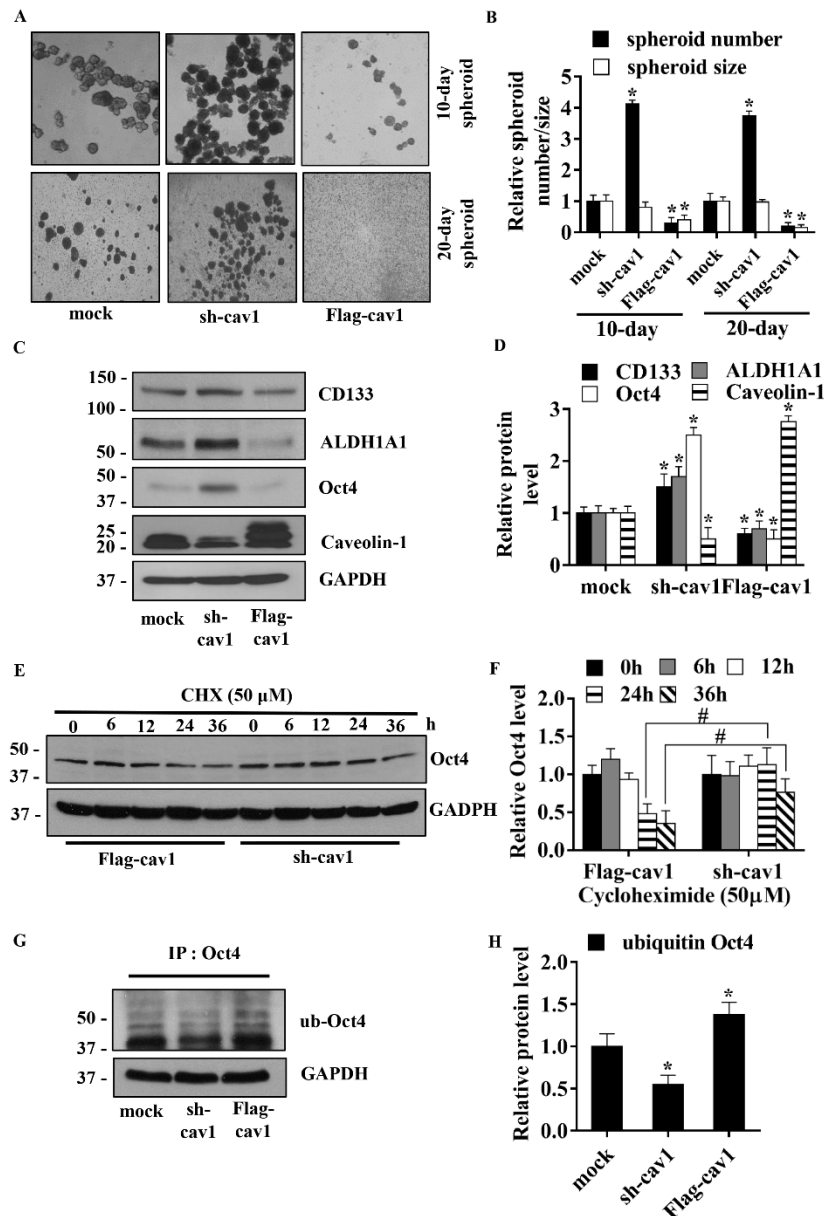 A
10-day
spheroid
20-day
spheroid
mock sh-cav1 Flag-cav1
B
spheroid number
spheroid size
Relative spheroid
number/size
5
4
3
2
1
0
* * * * * *
mock sh-cav1 Flag-cav1 mock sh-cav1 Flag-cav1
10-day 20-day
C
150 -
100 -
CD133
50 -
ALDH1A1
50 -
37 -
Oct4
25 -
20 -
Caveolin-1
37 -
GAPDH
mock sh-cav1 Flag-cav1
D
CD133 ALDH1A1
Oct4 Caveolin-1
Relative protein
level
3
2
1
0
* * * * * * * *
mock sh-cav1 Flag-cav1
E
CHX (50 μM)
0 6 12 24 36 0 6 12 24 36 h
50 -
37 -
Oct4
37 -
GADPH
Flag-cav1 sh-cav1
F
0h 6h 12h
24h 36h
Relative Oct4 level
2.0
1.5
1.0
0.5
0.0
#
#
Flag-cav1 sh-cav1
Cycloheximide (50μM)
G
IP : Oct4
50 -
37 -
ub-Oct4
37 -
GAPDH
mock sh-cav1 Flag-cav1
H
ubiquitin Oct4
Relative protein level
2.0
1.5
1.0
0.5
0.0
* *
mock sh-cav1 Flag-cav1